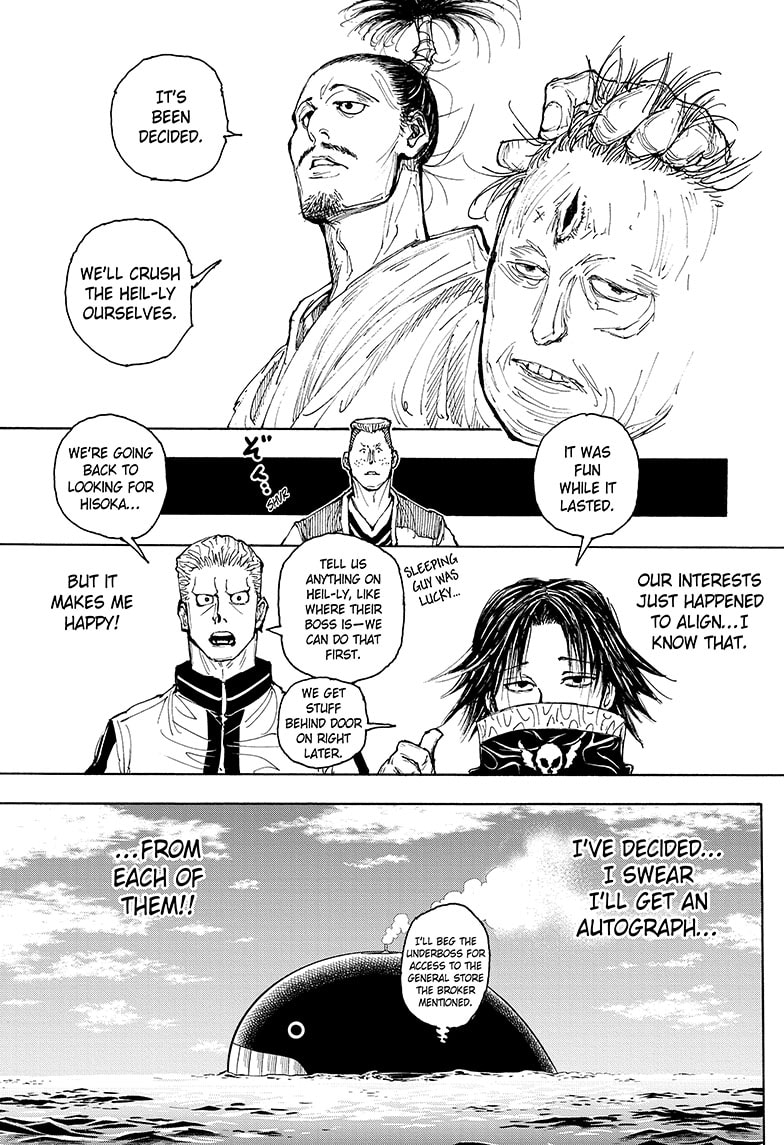 IT'S
BEEN
DECIDED.
WE'LL CRUSH
THE HEIL-LY
OURSELVES.
IT WAS
FUN
WHILE IT
LASTED.
ぞく…
SHVR
WE'RE GOING
BACK TO
LOOKING FOR
HISOKA...
OUR INTERESTS
JUST HAPPENED
TO ALIGN...I
KNOW THAT.
SLEEPING
GUY WAS
LUCKY...
TELL US
ANYTHING ON
HEIL-LY, LIKE
WHERE THEIR
BOSS IS—WE
CAN DO THAT
FIRST.
WE GET
STUFF
BEHIND DOOR
ON RIGHT
LATER.
BUT IT
MAKES ME
HAPPY!
I'VE DECIDED...
I SWEAR
I'LL GET AN
AUTOGRAPH...
I'LL BEG THE
UNDERBOSS FOR
ACCESS TO THE
GENERAL STORE
THE BROKER
MENTIONED.
...FROM
EACH OF
THEM!!